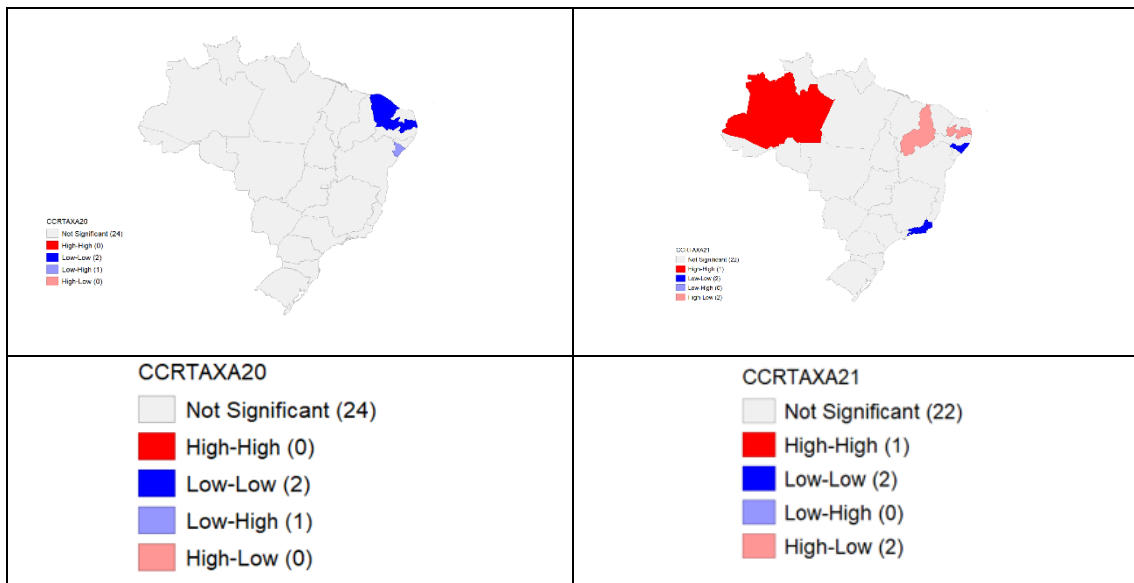 CCRTAXA20
Not Significant (24)
High-High (0)
Low-Low (2)
Low-High (1)
High-Low (0)
CCRTAXA21
Not Significant (22)
High-High (1)
Low-Low (2)
Low-High (0)
High-Low (2)
CCRTAXA20
Not Significant (24)
High-High (0)
Low-Low (2)
Low-High (1)
High-Low (0)
CCRTAXA21
Not Significant (22)
High-High (1)
Low-Low (2)
Low-High (0)
High-Low (2)